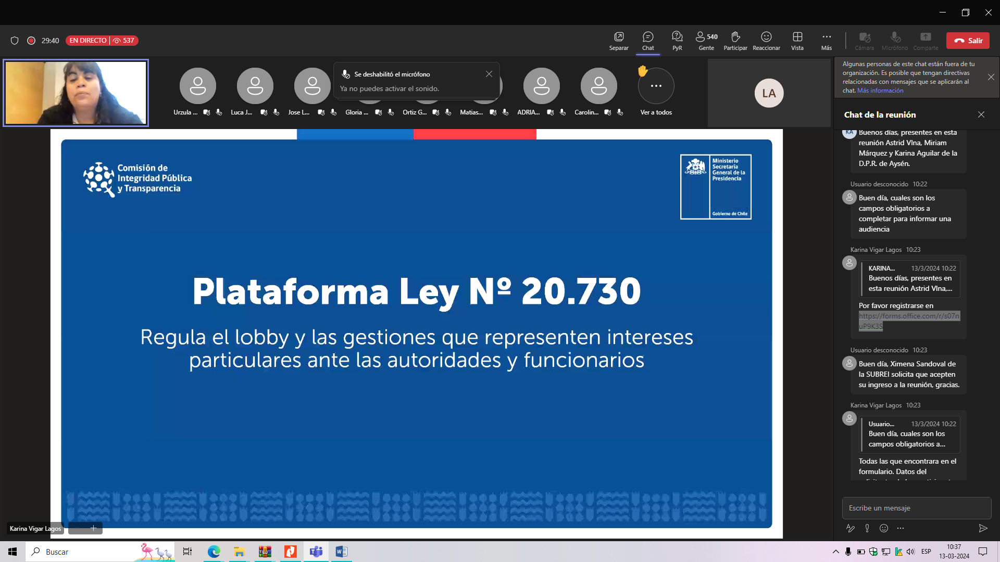 29:40
EN DIRECTO
537
Separar
Chat
PyR
540
Gente
Participar
Reaccionar
Vista
Más
Cámara
Micrófono
Comparte
Salir
Urzula ...
Luca J...
Jose L...
Gloria ...
Ortiz G...
Matias...
ADRIA...
Carolin...
Ver a todos
Se deshabilitó el micrófono
Ya no puedes activar el sonido.
LA
Comisión de
Integridad Pública
y Transparencia
Ministerio
Secretaría
General de la
Presidencia
Gobierno de Chile
Plataforma Ley Nº 20.730
Regula el lobby y las gestiones que representen intereses
particulares ante las autoridades y funcionarios
Karina Vigar Lagos
Algunas personas de este chat están fuera de tu
organización. Es posible que tengan directivas
relacionadas con mensajes que se aplicarán al
chat. Más información
Chat de la reunión
KA
Buenos días, presentes en esta
reunión Astrid VIna, Miriam
Márquez y Karina Aguilar de la
D.P.R. de Aysén.
Usuario desconocido 10:22
Buen día, cuales son los
campos obligatorios a
completar para informar una
audiencia
Karina Vigar Lagos 10:23
KARINA... 13/3/2024 10:22
Buenos días, presentes en
esta reunión Astrid VIna,...
Por favor registrarse en
https://forms.office.com/r/s07n
uP9K3S
Usuario desconocido 10:23
Buen día, Ximena Sandoval de
la SUBREI solicita que acepten
su ingreso a la reunión, gracias.
Karina Vigar Lagos 10:23
Usuario... 13/3/2024 10:22
Buen día, cuales son los
campos obligatorios a...
Todas las que encontrara en el
formulario. Datos del
Escribe un mensaje
Buscar
ESP
10:37
13-03-2024